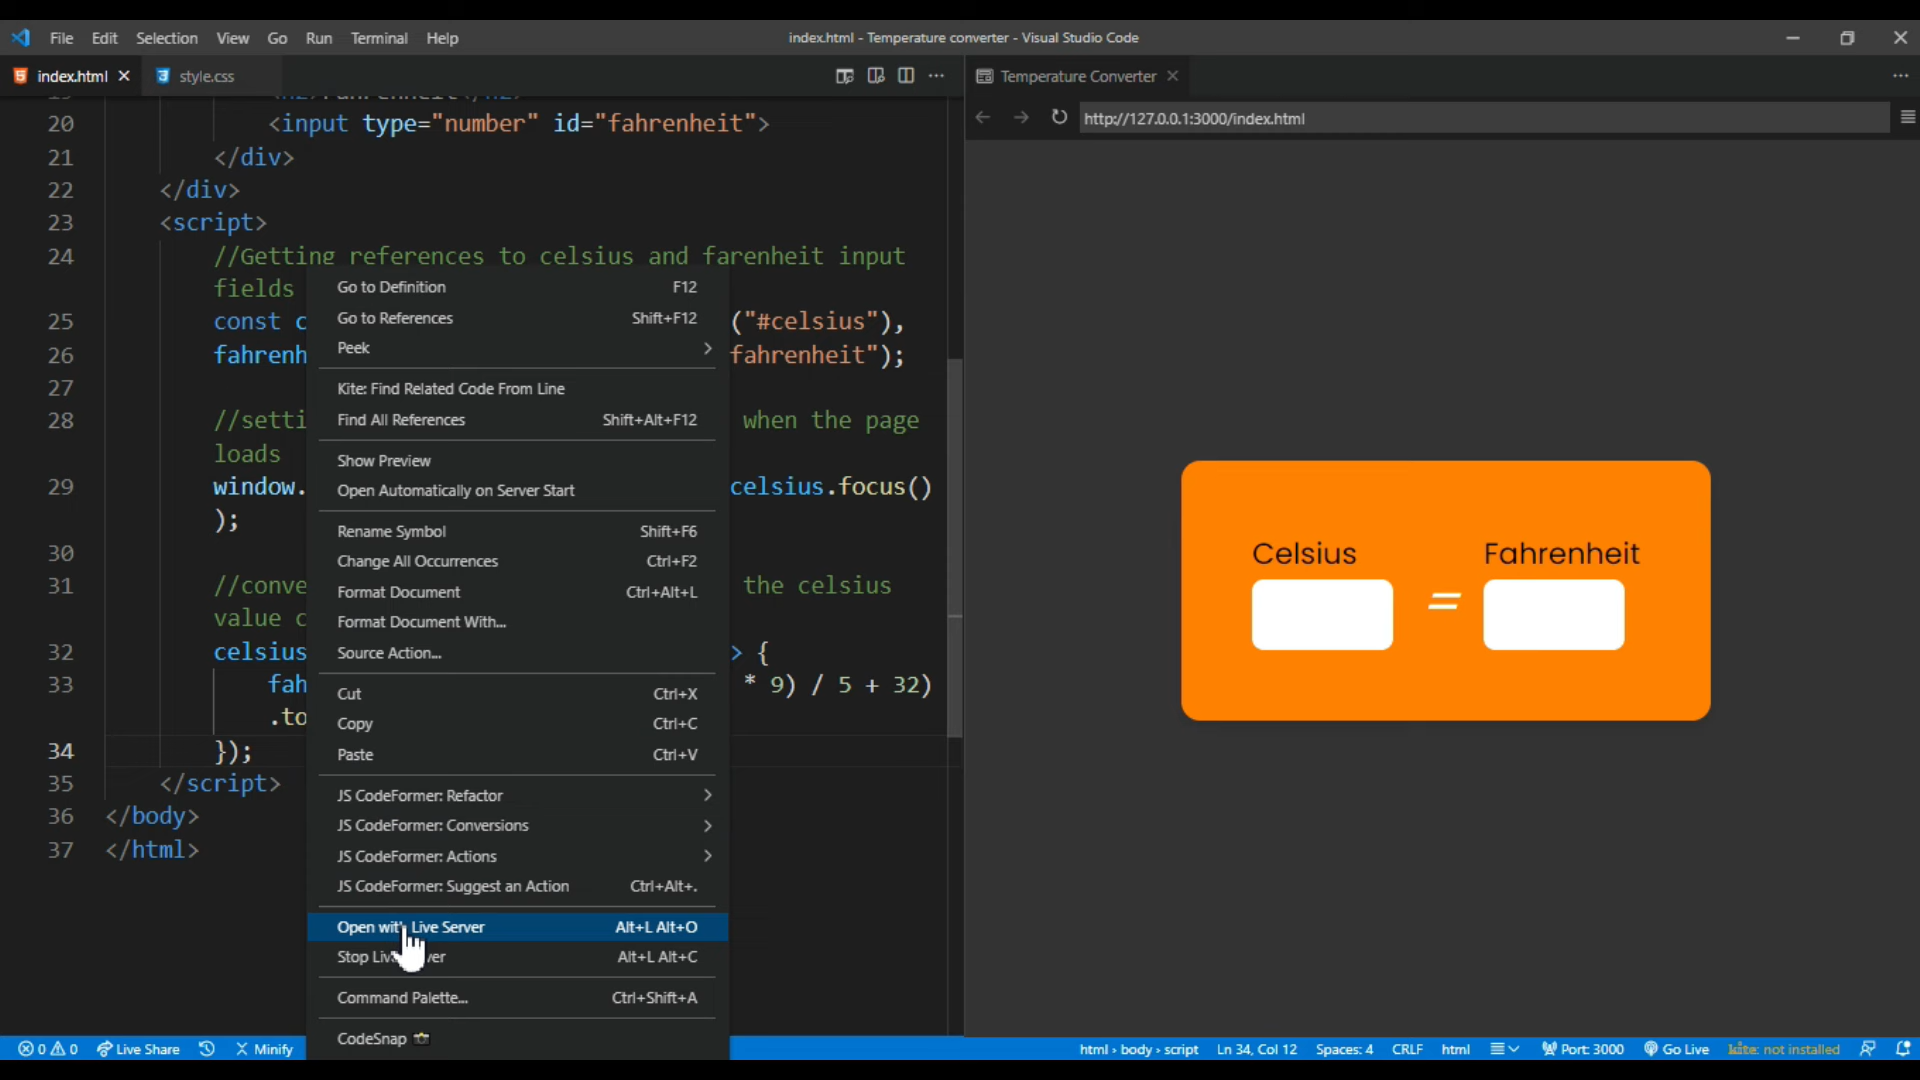 File Edit Selection View Go Run Terminal Help
index.html - Temperature converter - Visual Studio Code
index.html
style.css
Temperature Converter
http://127.0.0.1:3000/index.html
20 <input type="number" id="fahrenheit">
21 </div>
22 </div>
23 <script>
24 //Getting references to celsius and farenheit input
fields
25 const c ("#celsius"),
26 fahrenh fahrenheit");
27
28 //setti when the page
loads
29 window. celsius.focus()
);
30
31 //conve the celsius
value c
32 celsius > {
33 fah * 9) / 5 + 32)
.to
34 });
35 </script>
36 </body>
37 </html>
Go to Definition F12
Go to References Shift+F12
Peek
Kite: Find Related Code From Line
Find All References Shift+Alt+F12
Show Preview
Open Automatically on Server Start
Rename Symbol Shift+F6
Change All Occurrences Ctrl+F2
Format Document Ctrl+Alt+L
Format Document With...
Source Action...
Cut Ctrl+X
Copy Ctrl+C
Paste Ctrl+V
JS CodeFormer: Refactor
JS CodeFormer: Conversions
JS CodeFormer: Actions
JS CodeFormer: Suggest an Action Ctrl+Alt+.
Open with Live Server Alt+L Alt+O
Stop Alt+L Alt+C
Command Palette... Ctrl+Shift+A
CodeSnap
Celsius = Fahrenheit
0 0 Live Share Minify
html › body › script Ln 34, Col 12 Spaces: 4 CRLF html Port: 3000 Go Live kite: not installed